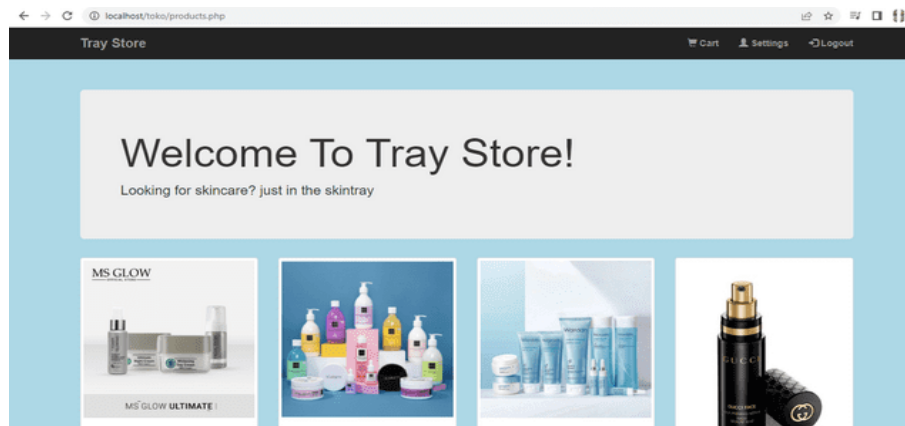 localhost/toko/products.php
Tray Store
Cart Settings Logout
Welcome To Tray Store!
Looking for skincare? just in the skintray
MS GLOW
MS GLOW ULTIMATE
GUCCI